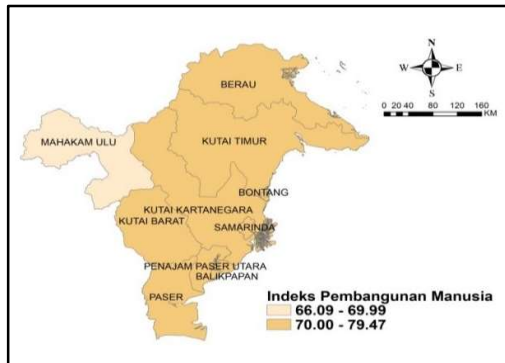 N
W E
S
0 20 40 80 120 160
KM
BERAU
MAHAKAM ULU
KUTAI TIMUR
BONTANG
KUTAI KARTANEGARA
KUTAI BARAT
SAMARINDA
PENAJAM PASER UTARA
BALIKPAPAN
PASER
Indeks Pembangunan Manusia
66.09 - 69.99
70.00 - 79.47